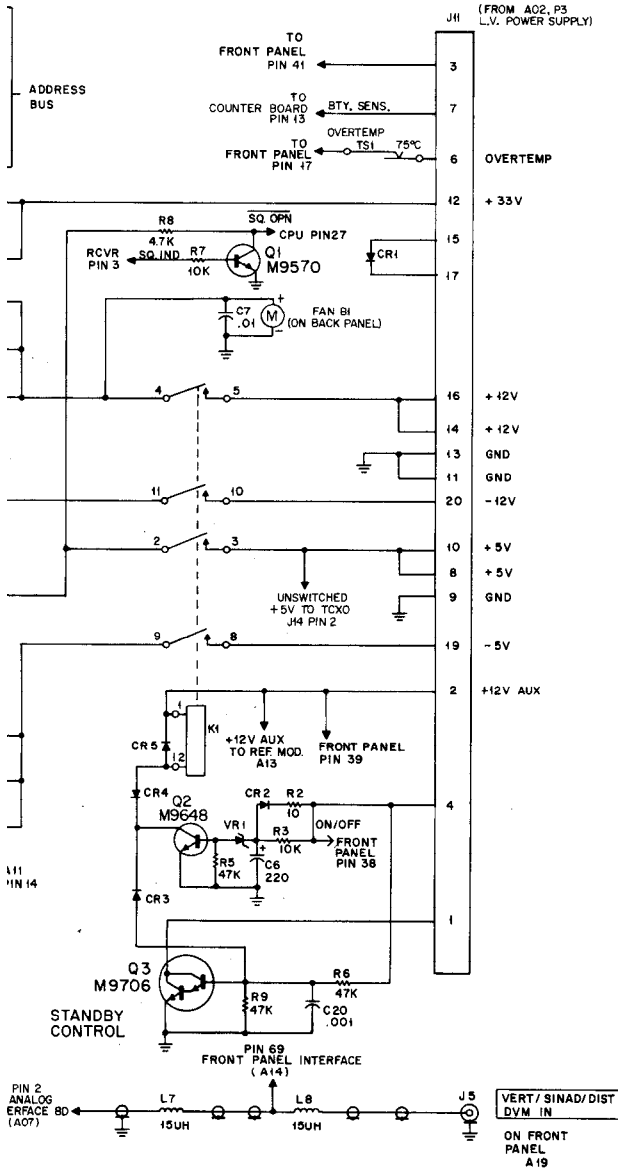 (FROM A02, P3
J11 L.V. POWER SUPPLY)
TO
FRONT PANEL
PIN 41
3
ADDRESS
BUS
TO
COUNTER BOARD
PIN 13
BTY. SENS.
7
TO
FRONT PANEL
PIN 17
OVERTEMP
TS1
75°C
6
OVERTEMP
12
+33V
R8
4.7K
SQ. OPN
CPU PIN27
RCVR
PIN 3
SQ. IND
R7
10K
Q1
M9570
15
CR1
17
C7
.01
+
M
-
FAN B1
(ON BACK PANEL)
4
5
16
+12V
14
+12V
13
GND
11
GND
11
10
20
-12V
2
3
10
+5V
8
+5V
UNSWITCHED
+5V TO TCXO
J14 PIN 2
9
GND
9
8
19
-5V
2
+12V AUX
1
K1
12
CR5
+12V AUX
TO REF. MOD.
A13
FRONT PANEL
PIN 39
CR4
Q2
M9648
CR2
R2
10
4
VR1
R3
10K
ON/OFF
FRONT
PANEL
PIN 38
R5
47K
+
C6
220
A11
PIN 14
CR3
1
Q3
M9706
R6
47K
R9
47K
C20
.001
STANDBY
CONTROL
PIN 69
FRONT PANEL INTERFACE
(A14)
PIN 2
ANALOG
ERFACE BD
(A07)
L7
15UH
L8
15UH
J5
VERT/SINAD/DIST
DVM IN
ON FRONT
PANEL
A19